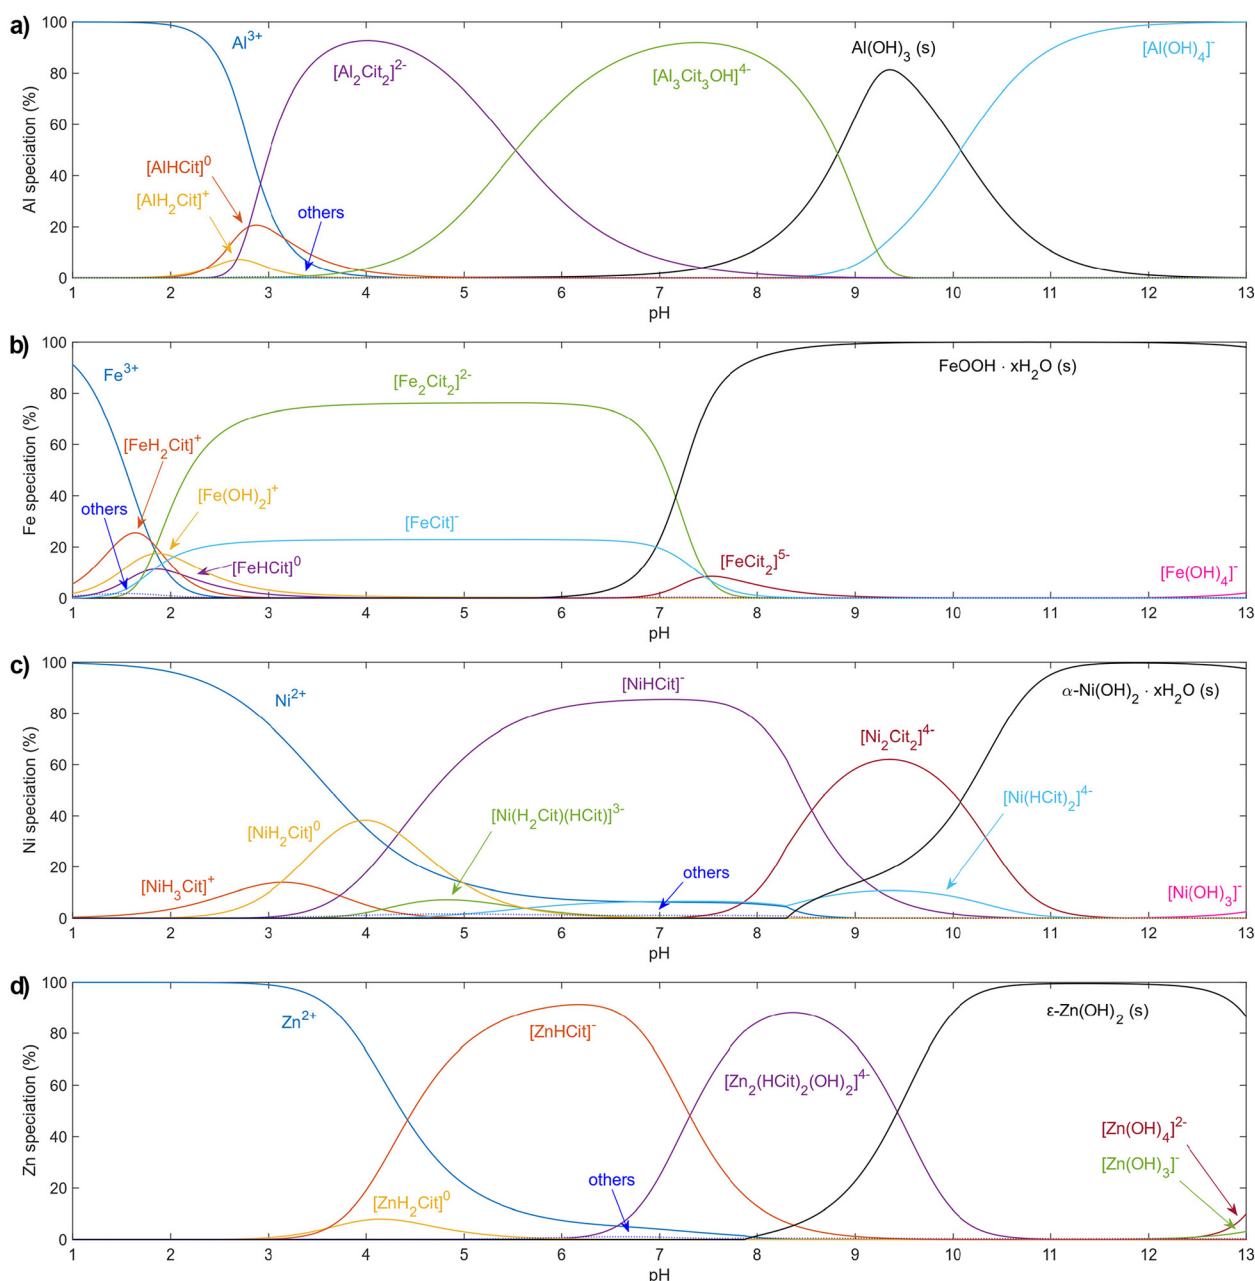 a)
Al speciation (%)
100
80
60
40
20
0
Al3+
[Al2Cit2]2-
[Al3Cit3OH]4-
Al(OH)3 (s)
[Al(OH)4]-
[AlHCit]0
[AlH2Cit]+
others
1 2 3 4 5 6 7 8 9 10 11 12 13
pH
b)
Fe speciation (%)
100
80
60
40
20
0
Fe3+
[Fe2Cit2]2-
FeOOH · xH2O (s)
[FeH2Cit]+
[Fe(OH)2]+
others
[FeCit]-
[FeHCit]0
[FeCit2]5-
[Fe(OH)4]-
1 2 3 4 5 6 7 8 9 10 11 12 13
pH
c)
Ni speciation (%)
100
80
60
40
20
0
Ni2+
[NiHCit]-
α-Ni(OH)2 · xH2O (s)
[Ni2Cit2]4-
[Ni(HCit)2]4-
[Ni(H2Cit)(HCit)]3-
[NiH2Cit]0
[NiH3Cit]+
others
[Ni(OH)3]-
1 2 3 4 5 6 7 8 9 10 11 12 13
pH
d)
Zn speciation (%)
100
80
60
40
20
0
Zn2+
[ZnHCit]-
ε-Zn(OH)2 (s)
[Zn2(HCit)2(OH)2]4-
[Zn(OH)4]2-
[Zn(OH)3]-
others
[ZnH2Cit]0
1 2 3 4 5 6 7 8 9 10 11 12 13
pH